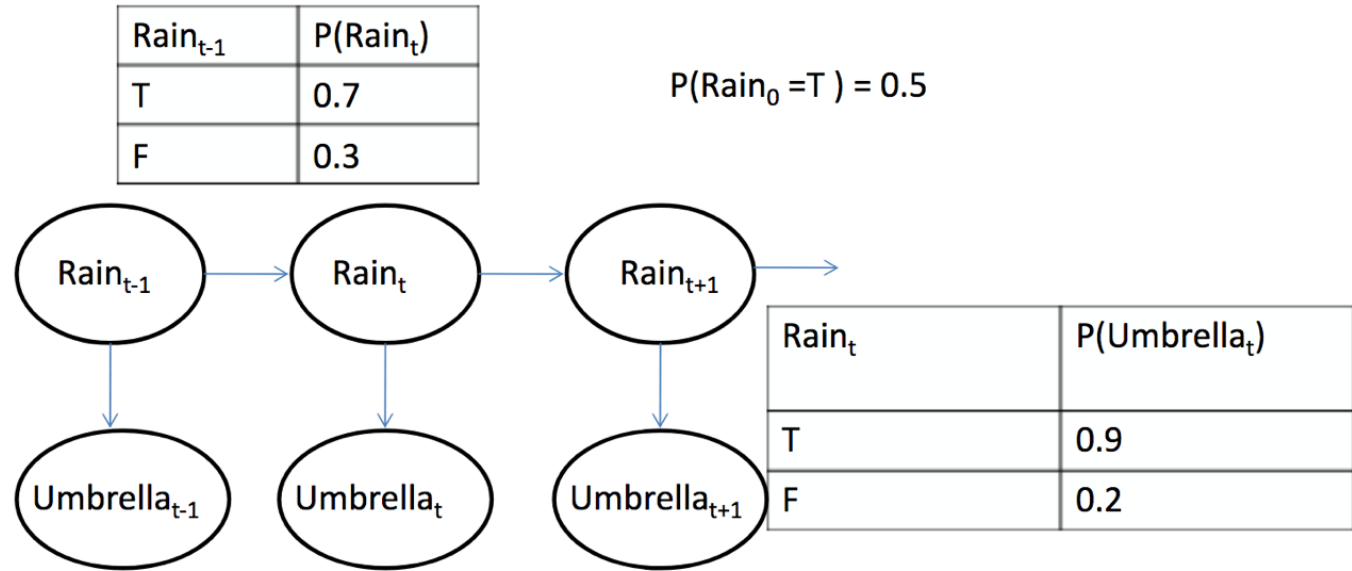 Rain_{t-1} P(Rain_t)
T 0.7
F 0.3
P(Rain_0 =T ) = 0.5
Rain_{t-1} Rain_t Rain_{t+1}
Rain_t P(Umbrella_t)
T 0.9
F 0.2
Umbrella_{t-1} Umbrella_t Umbrella_{t+1}